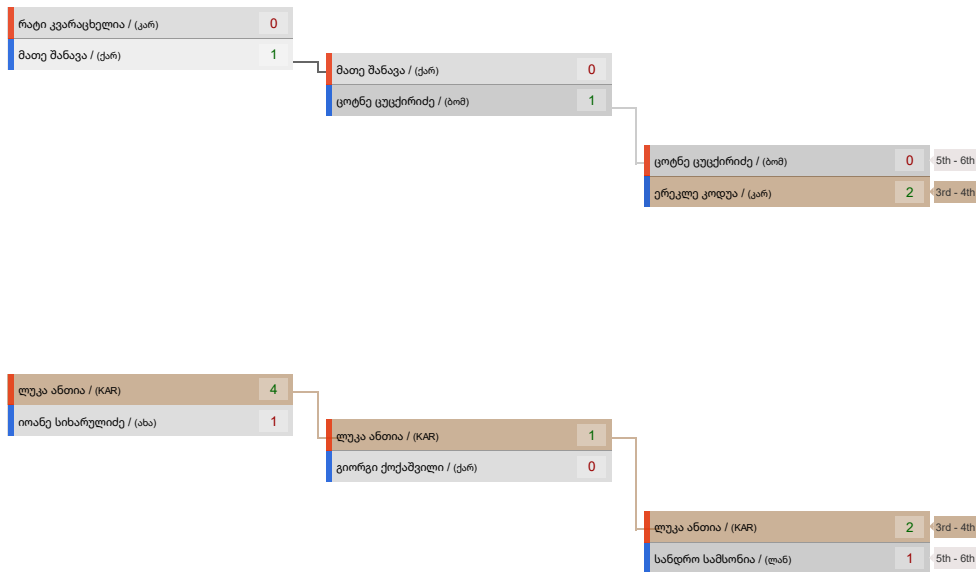 რატი კვარაცხელია / (კარ) 0
მათე შანავა / (ქარ) 1
მათე შანავა / (ქარ) 0
ცოტნე ცუცქირიძე / (ბომ) 1
ცოტნე ცუცქირიძე / (ბომ) 0 5th - 6th
ერეკლე კოდუა / (კარ) 2 3rd - 4th
ლუკა ანთია / (KAR) 4
იოანე სიხარულიძე / (ახა) 1
ლუკა ანთია / (KAR) 1
გიორგი ქოქაშვილი / (ქარ) 0
ლუკა ანთია / (KAR) 2 3rd - 4th
სანდრო სამსონია / (ლან) 1 5th - 6th